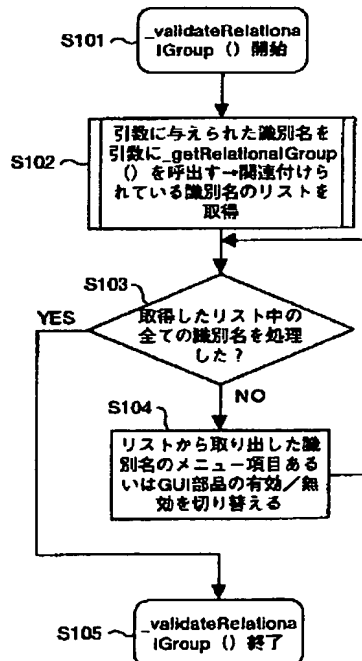 S101
_validateRelationa
lGroup () 開始
S102
引数に与えられた識別名を
引数に_getRelationalGroup
() を呼出す→関連付けら
れている識別名のリストを
取得
S103
YES
取得したリスト中の
全ての識別名を処理
した？
NO
S104
リストから取り出した識
別名のメニュー項目ある
いはGUI部品の有効／無
効を切り替える
S105
_validateRelationa
lGroup () 終了